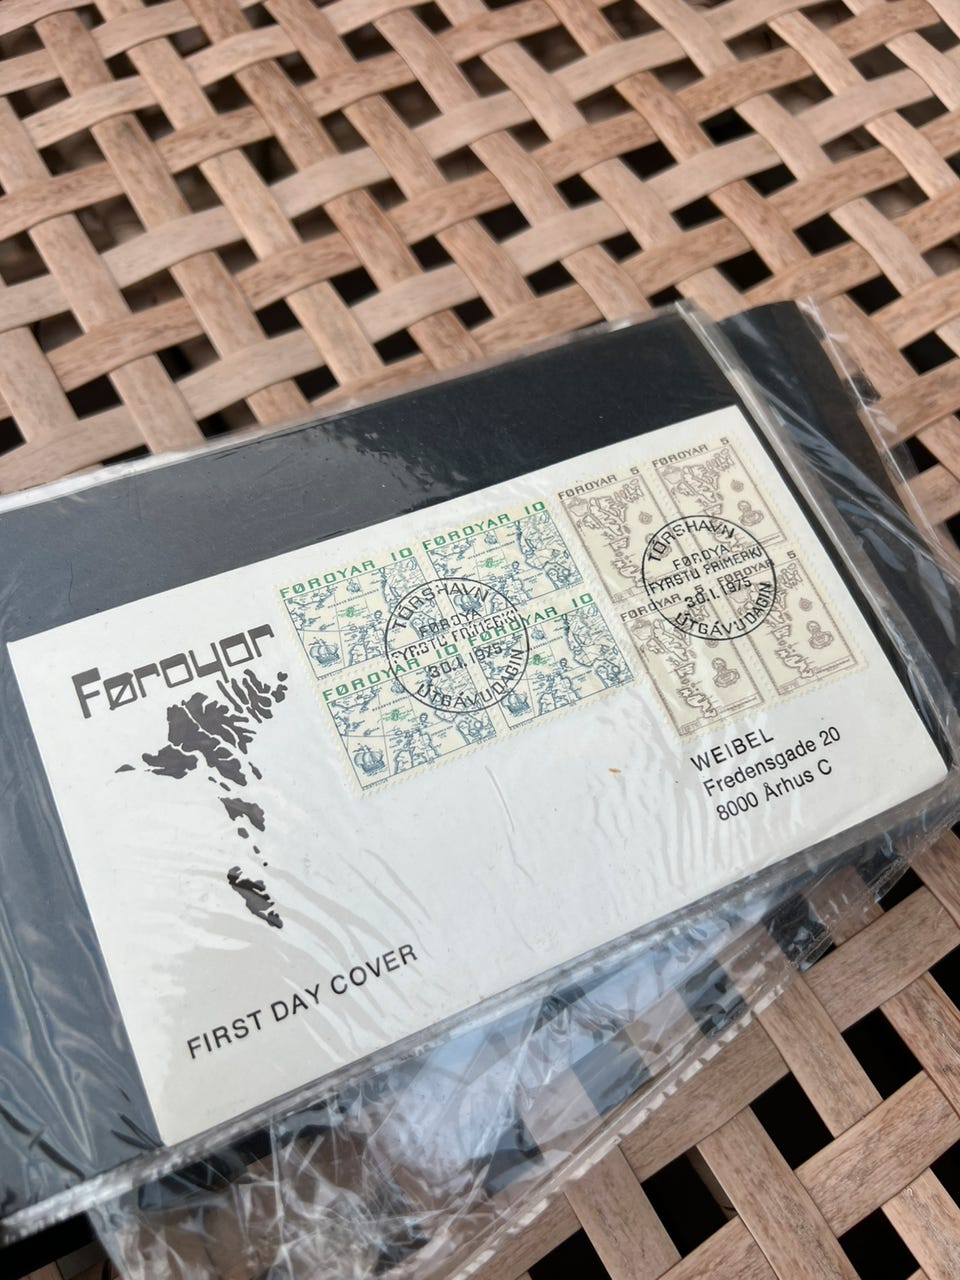 Føroyar
FØROYAR 10
FØROYAR 10
FØROYAR 10
FØROYAR 10
TÓRSHAVN
FØROYA
FYRSTU FRÍMERKI
30.1.1975
ÚTGÁVUDAGIN
FØROYAR 5
FØROYAR 5
FØROYAR
FØROYAR 5
TÓRSHAVN
FØROYA
FYRSTU FRÍMERKI
30.1.1975
ÚTGÁVUDAGIN
WEIBEL
Fredensgade 20
8000 Århus C
FIRST DAY COVER